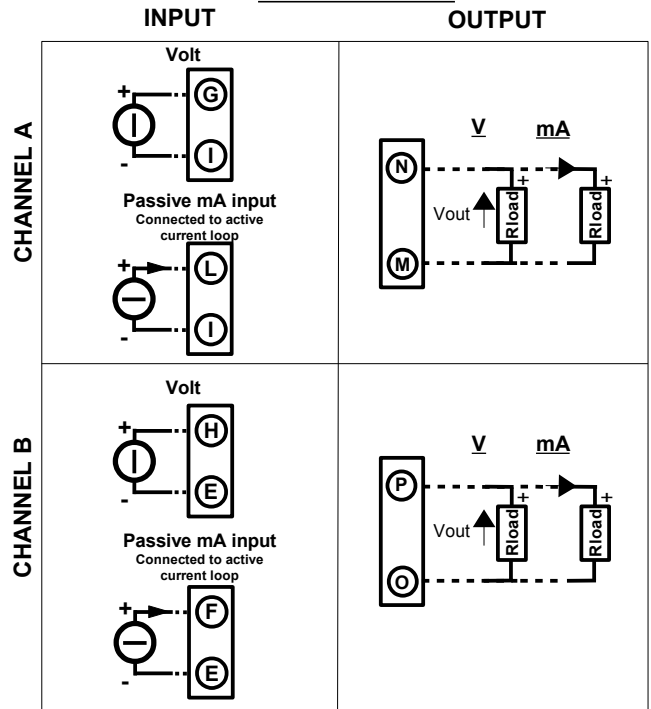 INPUT
OUTPUT
CHANNEL A
Volt
+
G
-
I
Passive mA input
Connected to active
current loop
+
L
-
I
V
mA
N
+
+
Vout
Rload
Rload
M
CHANNEL B
Volt
+
H
-
E
Passive mA input
Connected to active
current loop
+
F
-
E
V
mA
P
+
+
Vout
Rload
Rload
O